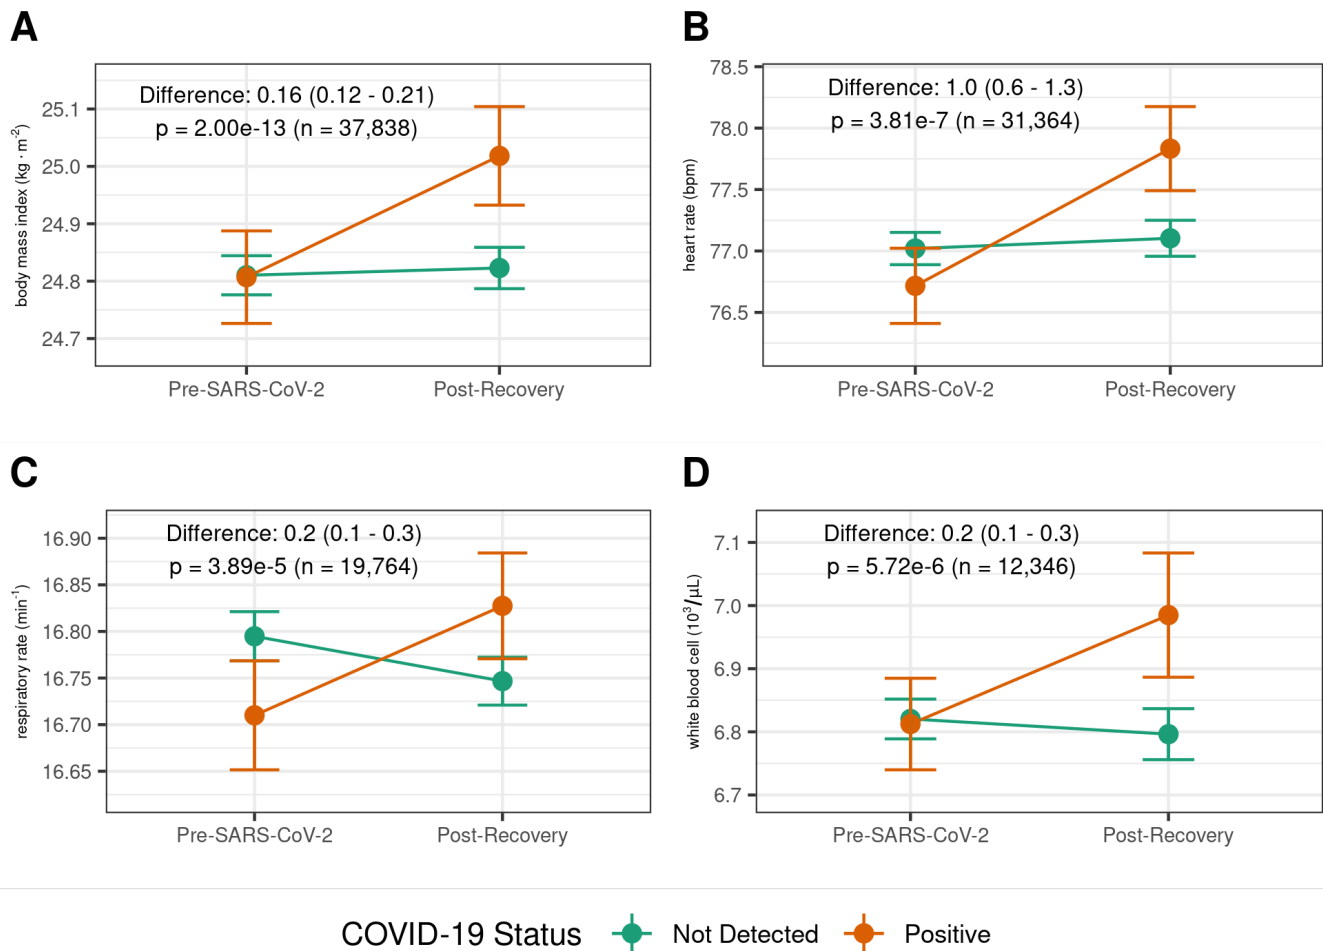 A
Difference: 0.16 (0.12 - 0.21)
p = 2.00e-13 (n = 37,838)
body mass index (kg · m⁻²)
25.1
25.0
24.9
24.8
24.7
Pre-SARS-CoV-2 Post-Recovery
B
Difference: 1.0 (0.6 - 1.3)
p = 3.81e-7 (n = 31,364)
heart rate (bpm)
78.5
78.0
77.5
77.0
76.5
Pre-SARS-CoV-2 Post-Recovery
C
Difference: 0.2 (0.1 - 0.3)
p = 3.89e-5 (n = 19,764)
respiratory rate (min⁻¹)
16.90
16.85
16.80
16.75
16.70
16.65
Pre-SARS-CoV-2 Post-Recovery
D
Difference: 0.2 (0.1 - 0.3)
p = 5.72e-6 (n = 12,346)
white blood cell (10³/μL)
7.1
7.0
6.9
6.8
6.7
Pre-SARS-CoV-2 Post-Recovery
COVID-19 Status Not Detected Positive